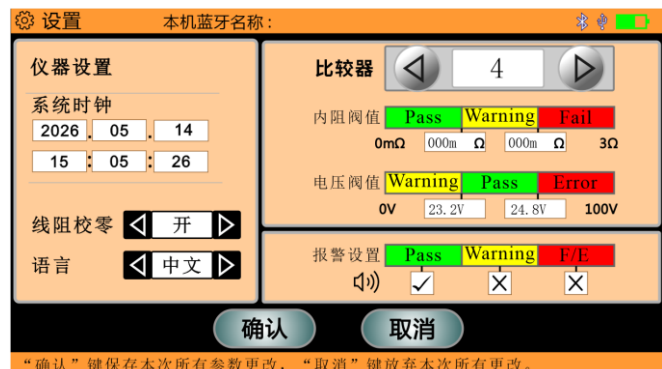 设置 本机蓝牙名称:
仪器设置
系统时钟
2026 . 05 . 14
15 : 05 : 26
线阻校零 开
语言 中文
比较器 4
内阻阀值 Pass Warning Fail
0mΩ 000m Ω 000m Ω 3Ω
电压阀值 Warning Pass Error
0V 23.2V 24.8V 100V
报警设置 Pass Warning F/E
确认 取消
“确认”键保存本次所有参数更改，“取消”键放弃本次所有更改。